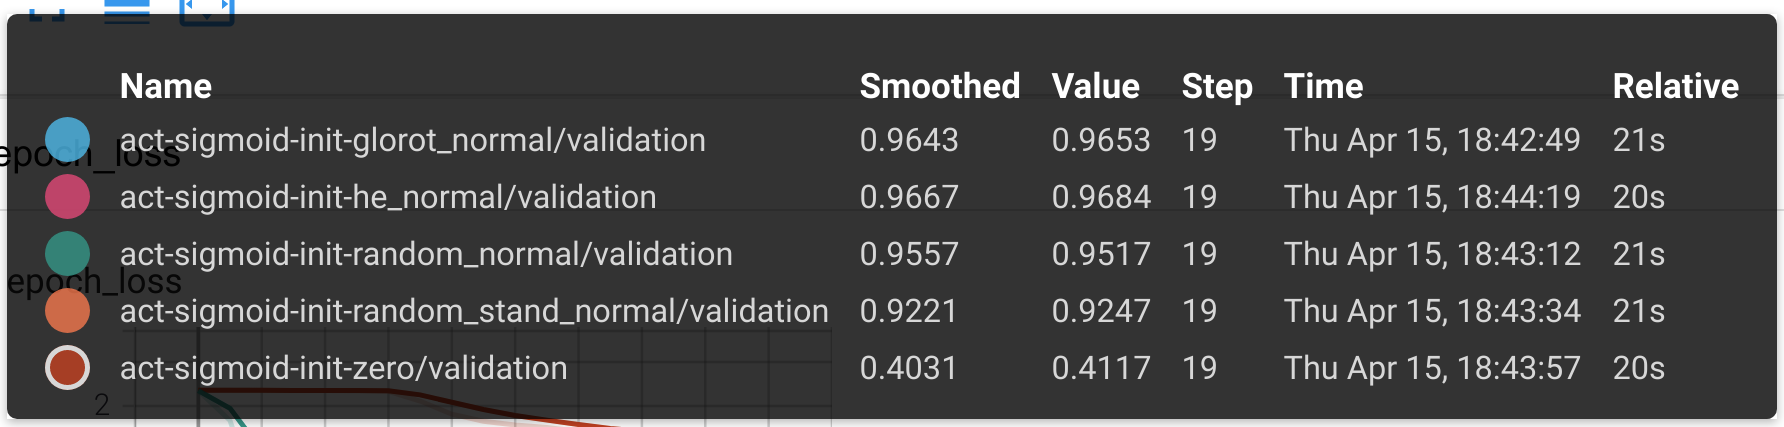 Name Smoothed Value Step Time Relative
act-sigmoid-init-glorot_normal/validation 0.9643 0.9653 19 Thu Apr 15, 18:42:49 21s
epoch_loss
act-sigmoid-init-he_normal/validation 0.9667 0.9684 19 Thu Apr 15, 18:44:19 20s
act-sigmoid-init-random_normal/validation 0.9557 0.9517 19 Thu Apr 15, 18:43:12 21s
epoch_loss
act-sigmoid-init-random_stand_normal/validation 0.9221 0.9247 19 Thu Apr 15, 18:43:34 21s
act-sigmoid-init-zero/validation 0.4031 0.4117 19 Thu Apr 15, 18:43:57 20s
2